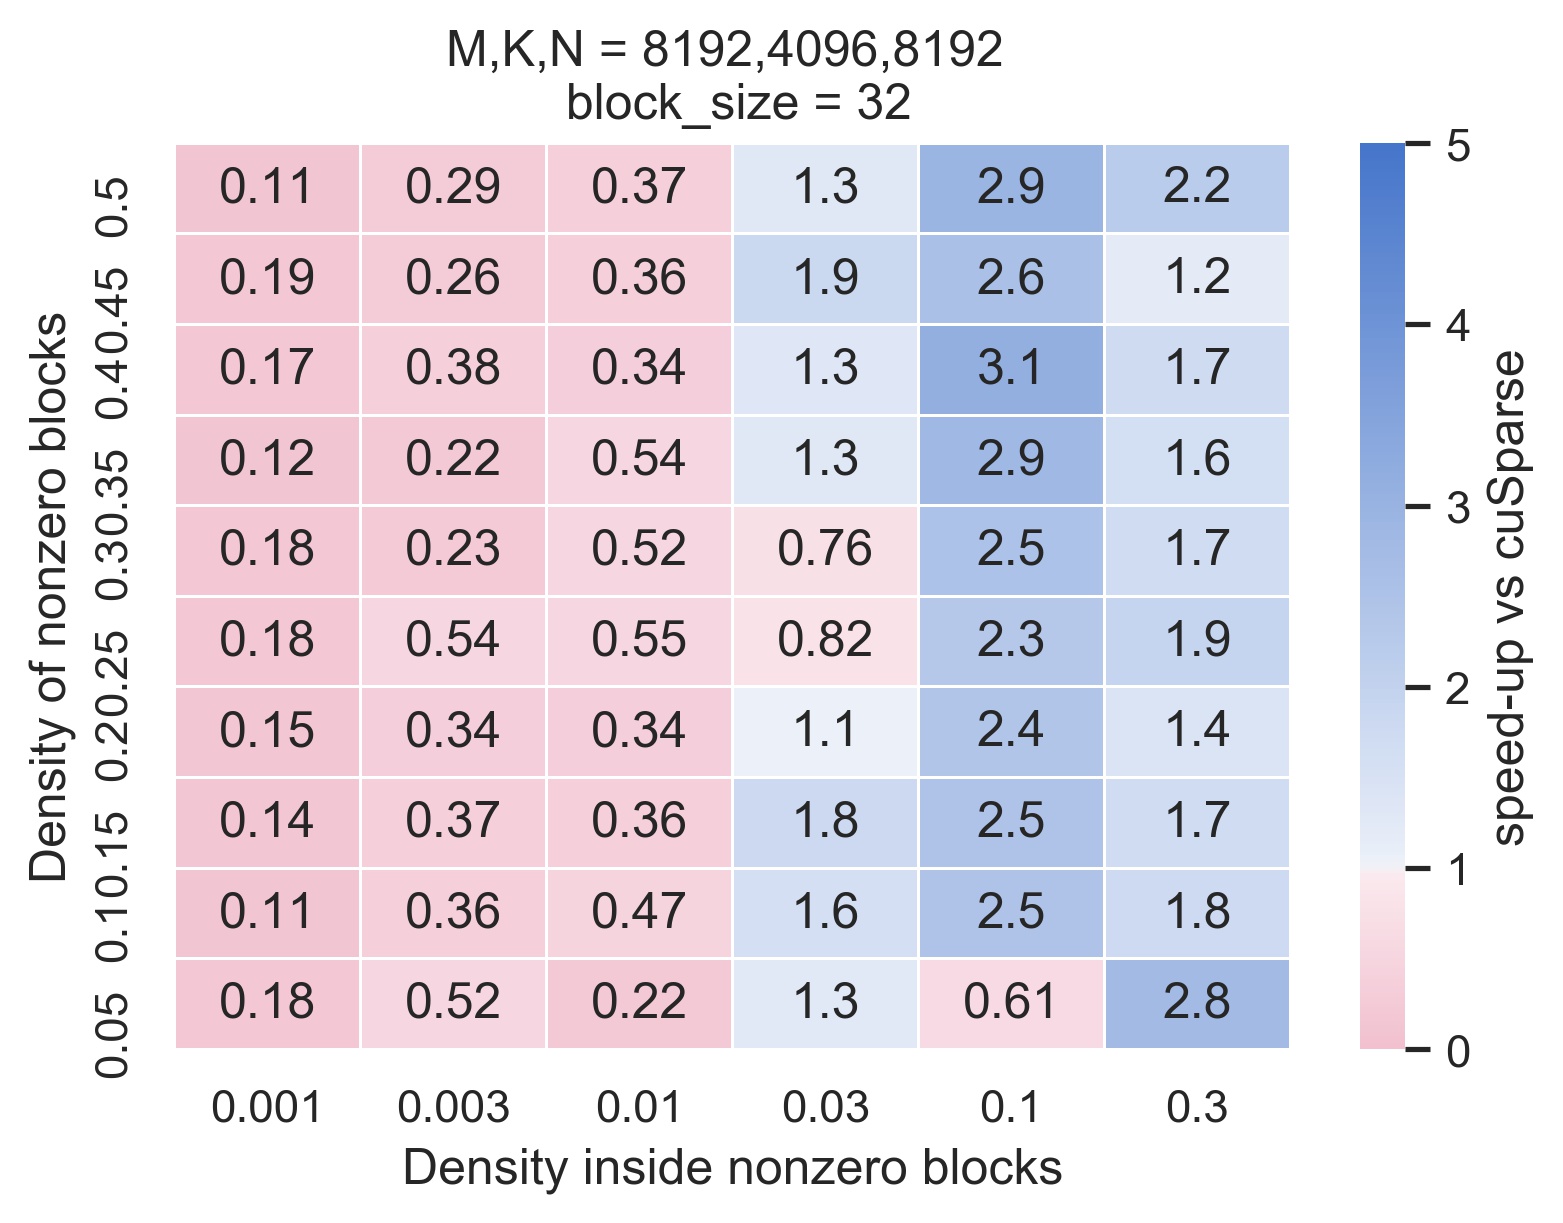 M,K,N = 8192,4096,8192
block_size = 32
Density of nonzero blocks
0.5 0.11 0.29 0.37 1.3 2.9 2.2
0.45 0.19 0.26 0.36 1.9 2.6 1.2
0.4 0.17 0.38 0.34 1.3 3.1 1.7
0.35 0.12 0.22 0.54 1.3 2.9 1.6
0.3 0.18 0.23 0.52 0.76 2.5 1.7
0.25 0.18 0.54 0.55 0.82 2.3 1.9
0.2 0.15 0.34 0.34 1.1 2.4 1.4
0.15 0.14 0.37 0.36 1.8 2.5 1.7
0.1 0.11 0.36 0.47 1.6 2.5 1.8
0.05 0.18 0.52 0.22 1.3 0.61 2.8
0.001 0.003 0.01 0.03 0.1 0.3
Density inside nonzero blocks
5
4
3
2
1
0
speed-up vs cuSparse